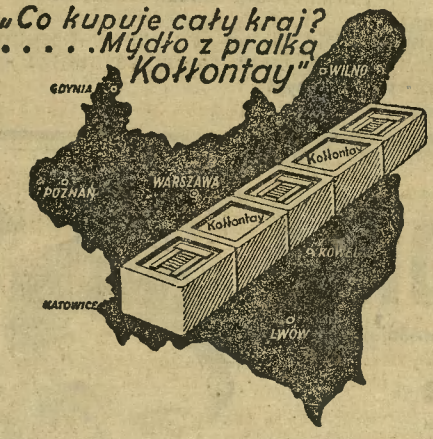 „Co kupuje cały kraj?
.....Mydło z pralką
Kołłontay"
WILNO
GDYNIA
Kołłontay
POZNAŃ
WARSZAWA
Kołłontay
KOWEL
KATOWICE
LWÓW